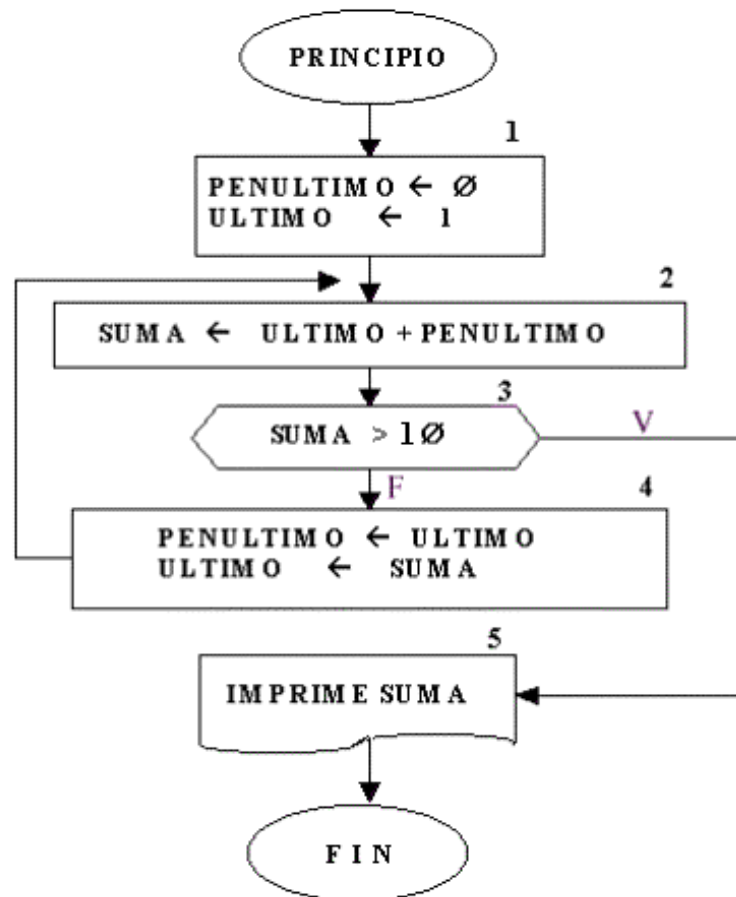 PRINCIPIO
1
PENULTIMO ← Ø
ULTIMO ← 1
2
SUMA ← ULTIMO + PENULTIMO
3
SUMA > 1Ø
V
F
4
PENULTIMO ← ULTIMO
ULTIMO ← SUMA
5
IMPRIME SUMA
FIN